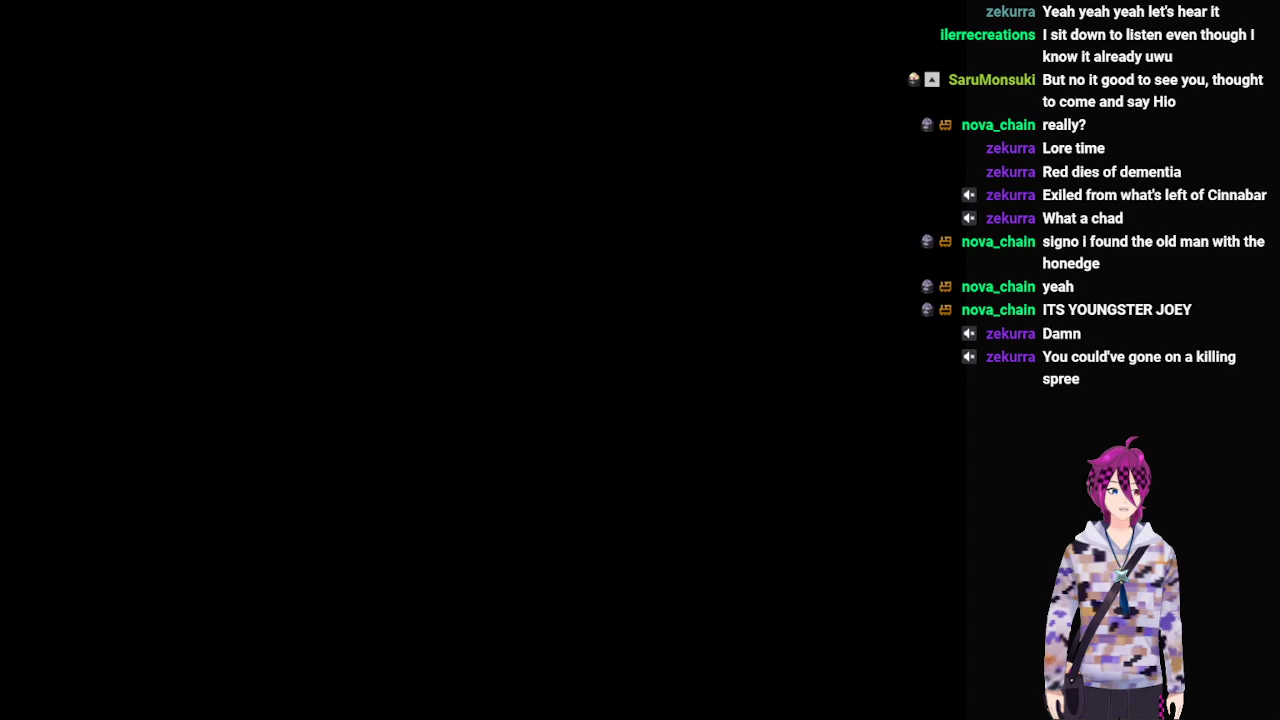 zekurra Yeah yeah yeah let's hear it
ilerrecreations I sit down to listen even though I
know it already uwu
SaruMonsuki But no it good to see you, thought
to come and say HIo
nova_chain really?
zekurra Lore time
zekurra Red dies of dementia
zekurra Exiled from what's left of Cinnabar
zekurra What a chad
nova_chain signo i found the old man with the
honedge
nova_chain yeah
nova_chain ITS YOUNGSTER JOEY
zekurra Damn
zekurra You could've gone on a killing
spree